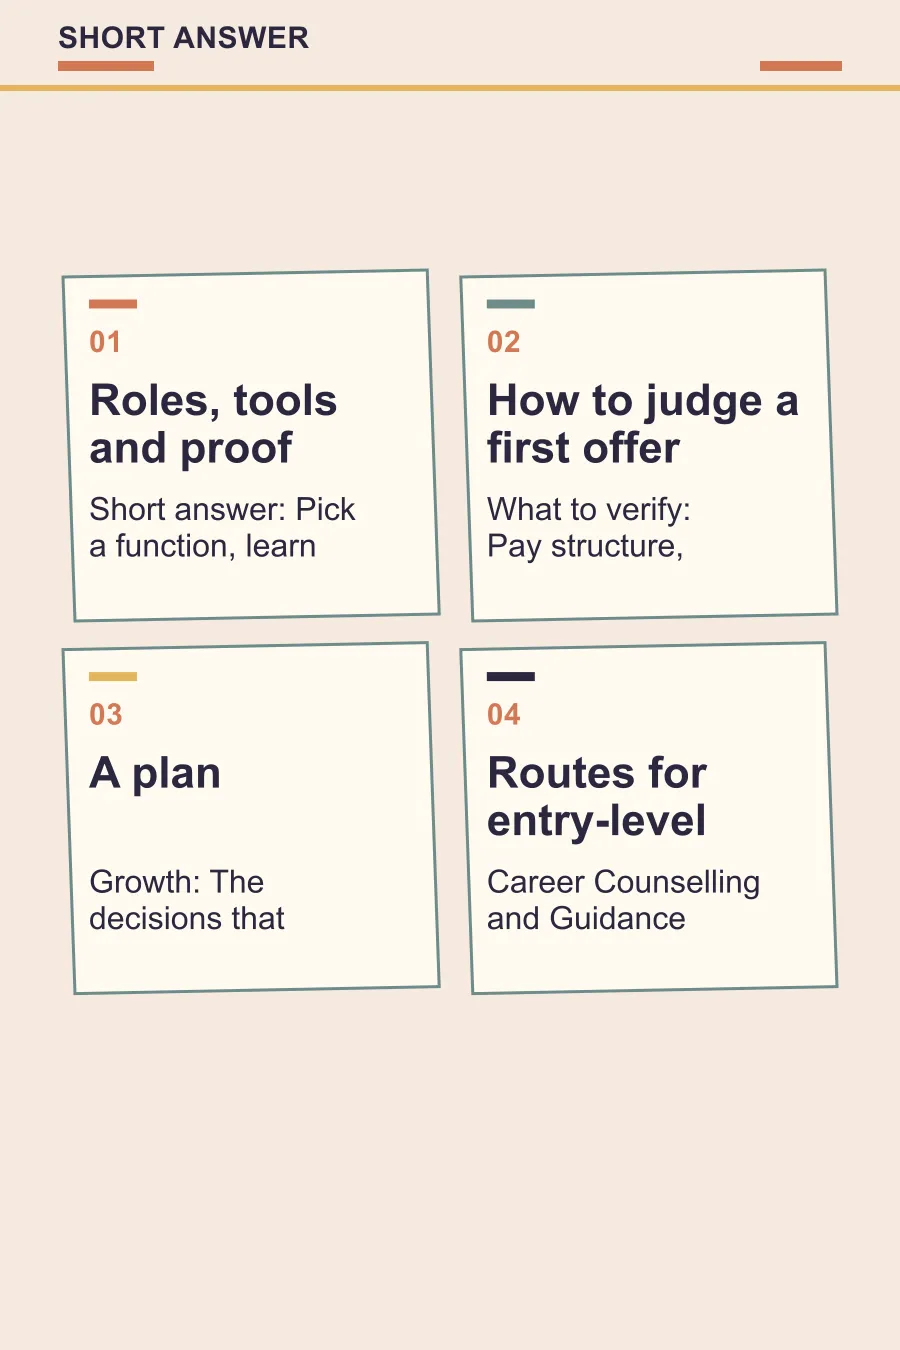 SHORT ANSWER
01
Roles, tools
and proof
Short answer: Pick
a function, learn
02
How to judge a
first offer
What to verify:
Pay structure,
03
A plan
Growth: The
decisions that
04
Routes for
entry-level
Career Counselling
and Guidance